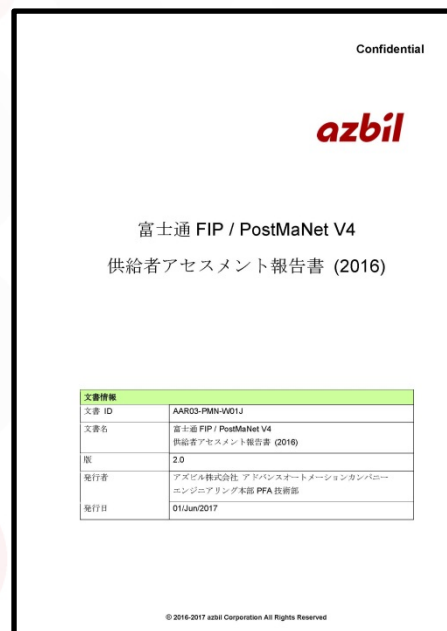 Confidential
azbil
富士通 FIP / PostMaNet V4
供給者アセスメント報告書 (2016)
文書情報
文書 ID AAR03-PMN-W01J
文書名 富士通 FIP / PostMaNet V4
供給者アセスメント報告書 (2016)
版 2.0
発行者 アズビル株式会社 アドバンスオートメーションカンパニー
エンジニアリング本部 PFA 技術部
発行日 01/Jun/2017
© 2016-2017 azbil Corporation All Rights Reserved